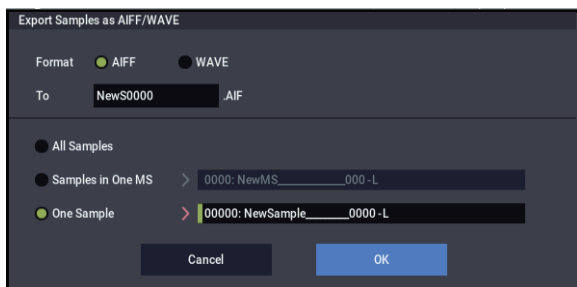 Export Samples as AIFF/WAVE
Format AIFF WAVE
To NewS0000 .AIF
All Samples
Samples in One MS > 0000: NewMS__________000-L
One Sample > 00000: NewSample_______0000-L
Cancel OK